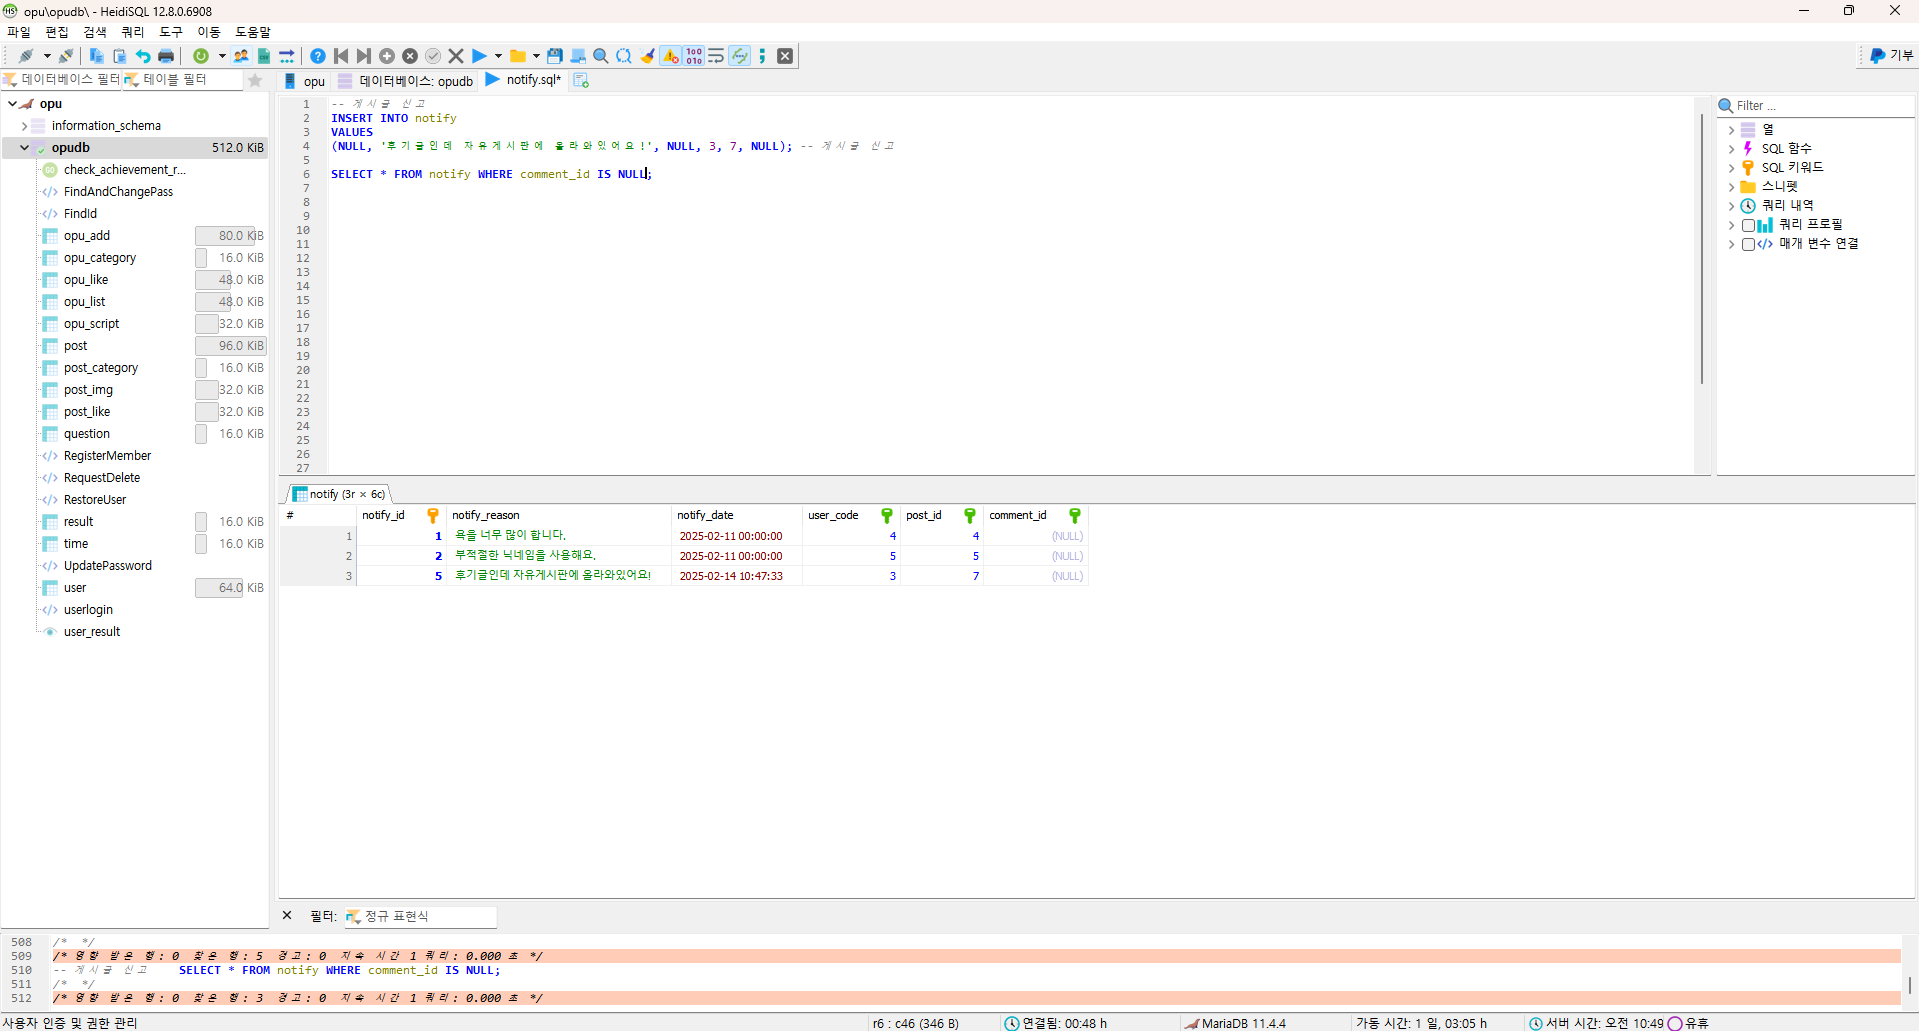 opu\opudb\ - HeidiSQL 12.8.0.6908
파일 편집 검색 쿼리 도구 이동 도움말
기부
데이터베이스 필터 테이블 필터
opu 데이터베이스: opudb notify.sql*
opu
information_schema
opudb 512.0 KiB
check_achievement_r...
FindAndChangePass
FindId
opu_add 80.0 KiB
opu_category 16.0 KiB
opu_like 48.0 KiB
opu_list 48.0 KiB
opu_script 32.0 KiB
post 96.0 KiB
post_category 16.0 KiB
post_img 32.0 KiB
post_like 32.0 KiB
question 16.0 KiB
RegisterMember
RequestDelete
RestoreUser
result 16.0 KiB
time 16.0 KiB
UpdatePassword
user 64.0 KiB
userlogin
user_result
1 -- 게시글 신고
2 INSERT INTO notify
3 VALUES
4 (NULL, '후기글인데 자유게시판에 올라와있어요!', NULL, 3, 7, NULL); -- 게시글 신고
5
6 SELECT * FROM notify WHERE comment_id IS NULL;
7
8
9
10
11
12
13
14
15
16
17
18
19
20
21
22
23
24
25
26
27
Filter ...
열
SQL 함수
SQL 키워드
스니펫
쿼리 내역
쿼리 프로필
매개 변수 연결
notify (3r × 6c)
# notify_id notify_reason notify_date user_code post_id comment_id
1 1 욕을 너무 많이 합니다. 2025-02-11 00:00:00 4 4 (NULL)
2 2 부적절한 닉네임을 사용해요. 2025-02-11 00:00:00 5 5 (NULL)
3 5 후기글인데 자유게시판에 올라와있어요! 2025-02-14 10:47:33 3 7 (NULL)
필터: 정규 표현식
508 /* */
509 /* 영향 받은 행: 0 찾은 행: 5 경고: 0 지속 시간 1 쿼리: 0.000 초 */
510 -- 게시글 신고 SELECT * FROM notify WHERE comment_id IS NULL;
511 /* */
512 /* 영향 받은 행: 0 찾은 행: 3 경고: 0 지속 시간 1 쿼리: 0.000 초 */
사용자 인증 및 권한 관리 r6 : c46 (346 B) 연결됨: 00:48 h MariaDB 11.4.4 가동 시간: 1 일, 03:05 h 서버 시간: 오전 10:49 유휴